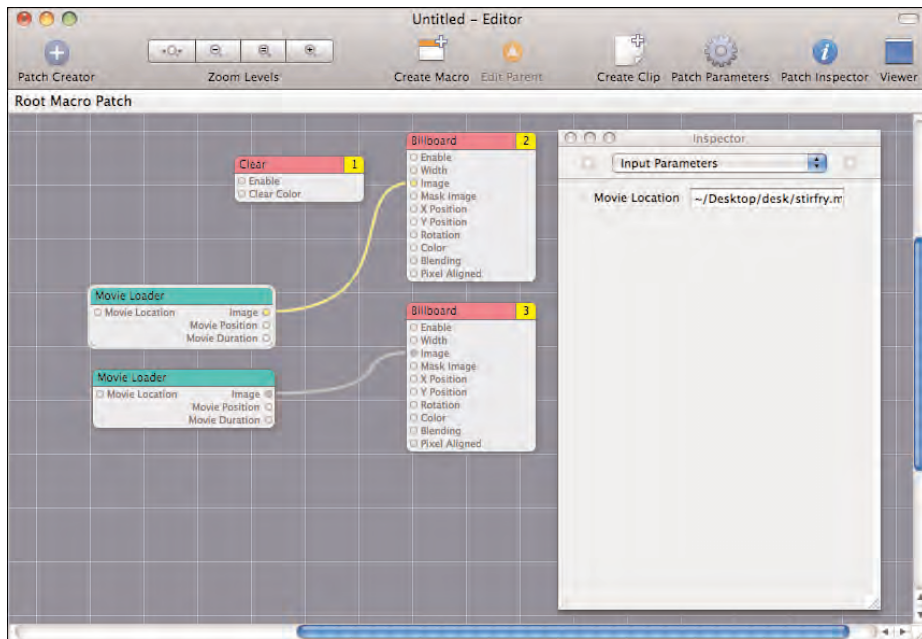 Untitled – Editor
Patch Creator
Zoom Levels
Create Macro
Edit Parent
Create Clip
Patch Parameters
Patch Inspector
Viewer
Root Macro Patch
Clear 1
Enable
Clear Color
Billboard 2
Enable
Width
Image
Mask Image
X Position
Y Position
Rotation
Color
Blending
Pixel Aligned
Movie Loader
Movie Location Image
Movie Position
Movie Duration
Movie Loader
Movie Location Image
Movie Position
Movie Duration
Billboard 3
Enable
Width
Image
Mask Image
X Position
Y Position
Rotation
Color
Blending
Pixel Aligned
Inspector
Input Parameters
Movie Location ~/Desktop/desk/stirfry.m